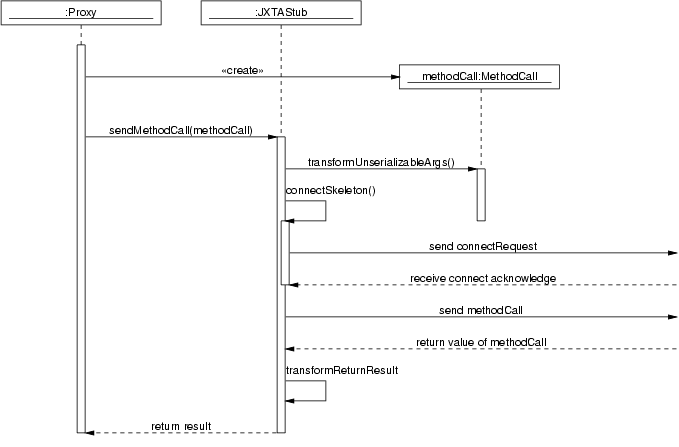 :Proxy
:JXTAStub
«create»
methodCall:MethodCall
sendMethodCall(methodCall)
transformUnserializableArgs()
connectSkeleton()
send connectRequest
receive connect acknowledge
send methodCall
return value of methodCall
transformReturnResult
return result